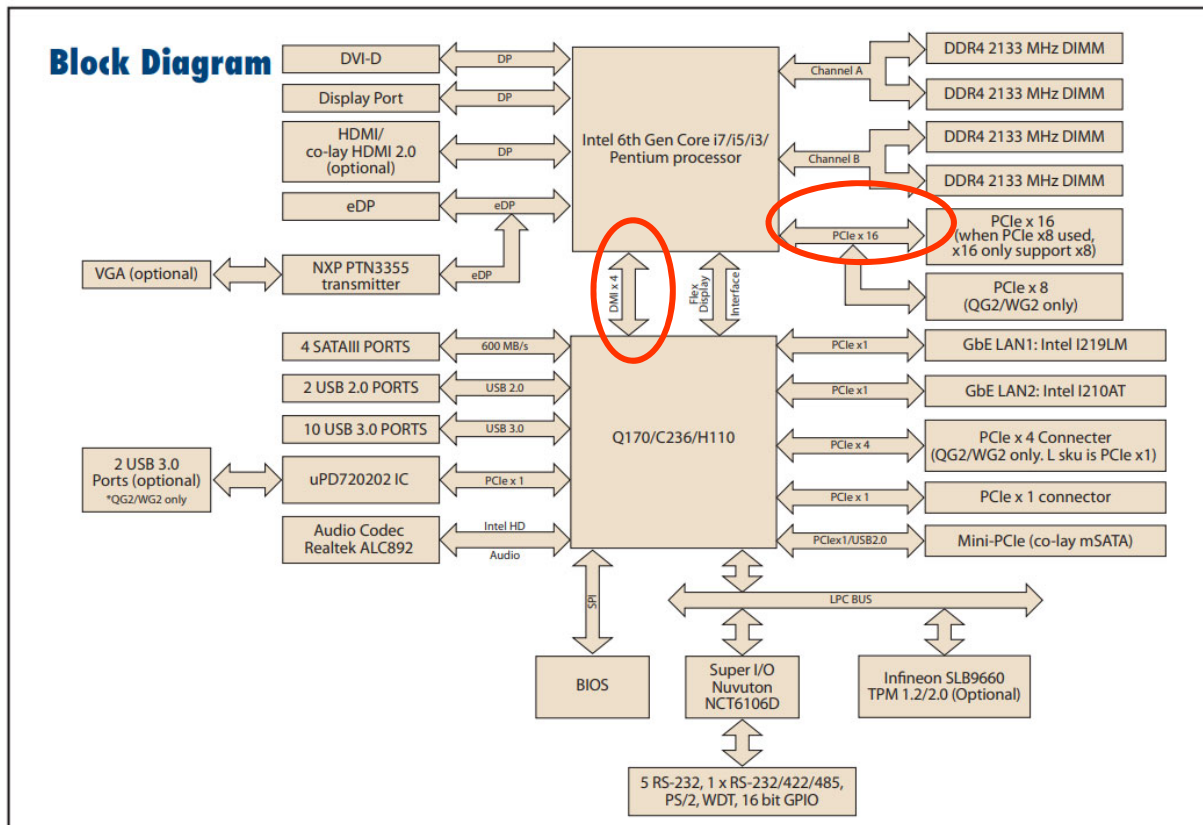 Block Diagram
DVI-D
DP
Display Port
DP
HDMI/
co-lay HDMI 2.0
(optional)
DP
eDP
eDP
VGA (optional)
NXP PTN3355
transmitter
eDP
Intel 6th Gen Core i7/i5/i3/
Pentium processor
Channel A
DDR4 2133 MHz DIMM
DDR4 2133 MHz DIMM
Channel B
DDR4 2133 MHz DIMM
DDR4 2133 MHz DIMM
PCIe x 16
PCIe x 16
(when PCIe x8 used,
x16 only support x8)
PCIe x 8
(QG2/WG2 only)
DMI x 4
Flex
Display
Interface
4 SATAIII PORTS
600 MB/s
2 USB 2.0 PORTS
USB 2.0
10 USB 3.0 PORTS
USB 3.0
2 USB 3.0
Ports (optional)
*QG2/WG2 only
uPD720202 IC
PCIe x 1
Audio Codec
Realtek ALC892
Intel HD
Audio
Q170/C236/H110
PCIe x1
GbE LAN1: Intel I219LM
PCIe x1
GbE LAN2: Intel I210AT
PCIe x 4
PCIe x 4 Connecter
(QG2/WG2 only. L sku is PCIe x1)
PCIe x 1
PCIe x 1 connector
PCIex1/USB2.0
Mini-PCIe (co-lay mSATA)
SPI
LPC BUS
BIOS
Super I/O
Nuvuton
NCT6106D
Infineon SLB9660
TPM 1.2/2.0 (Optional)
5 RS-232, 1 x RS-232/422/485,
PS/2, WDT, 16 bit GPIO